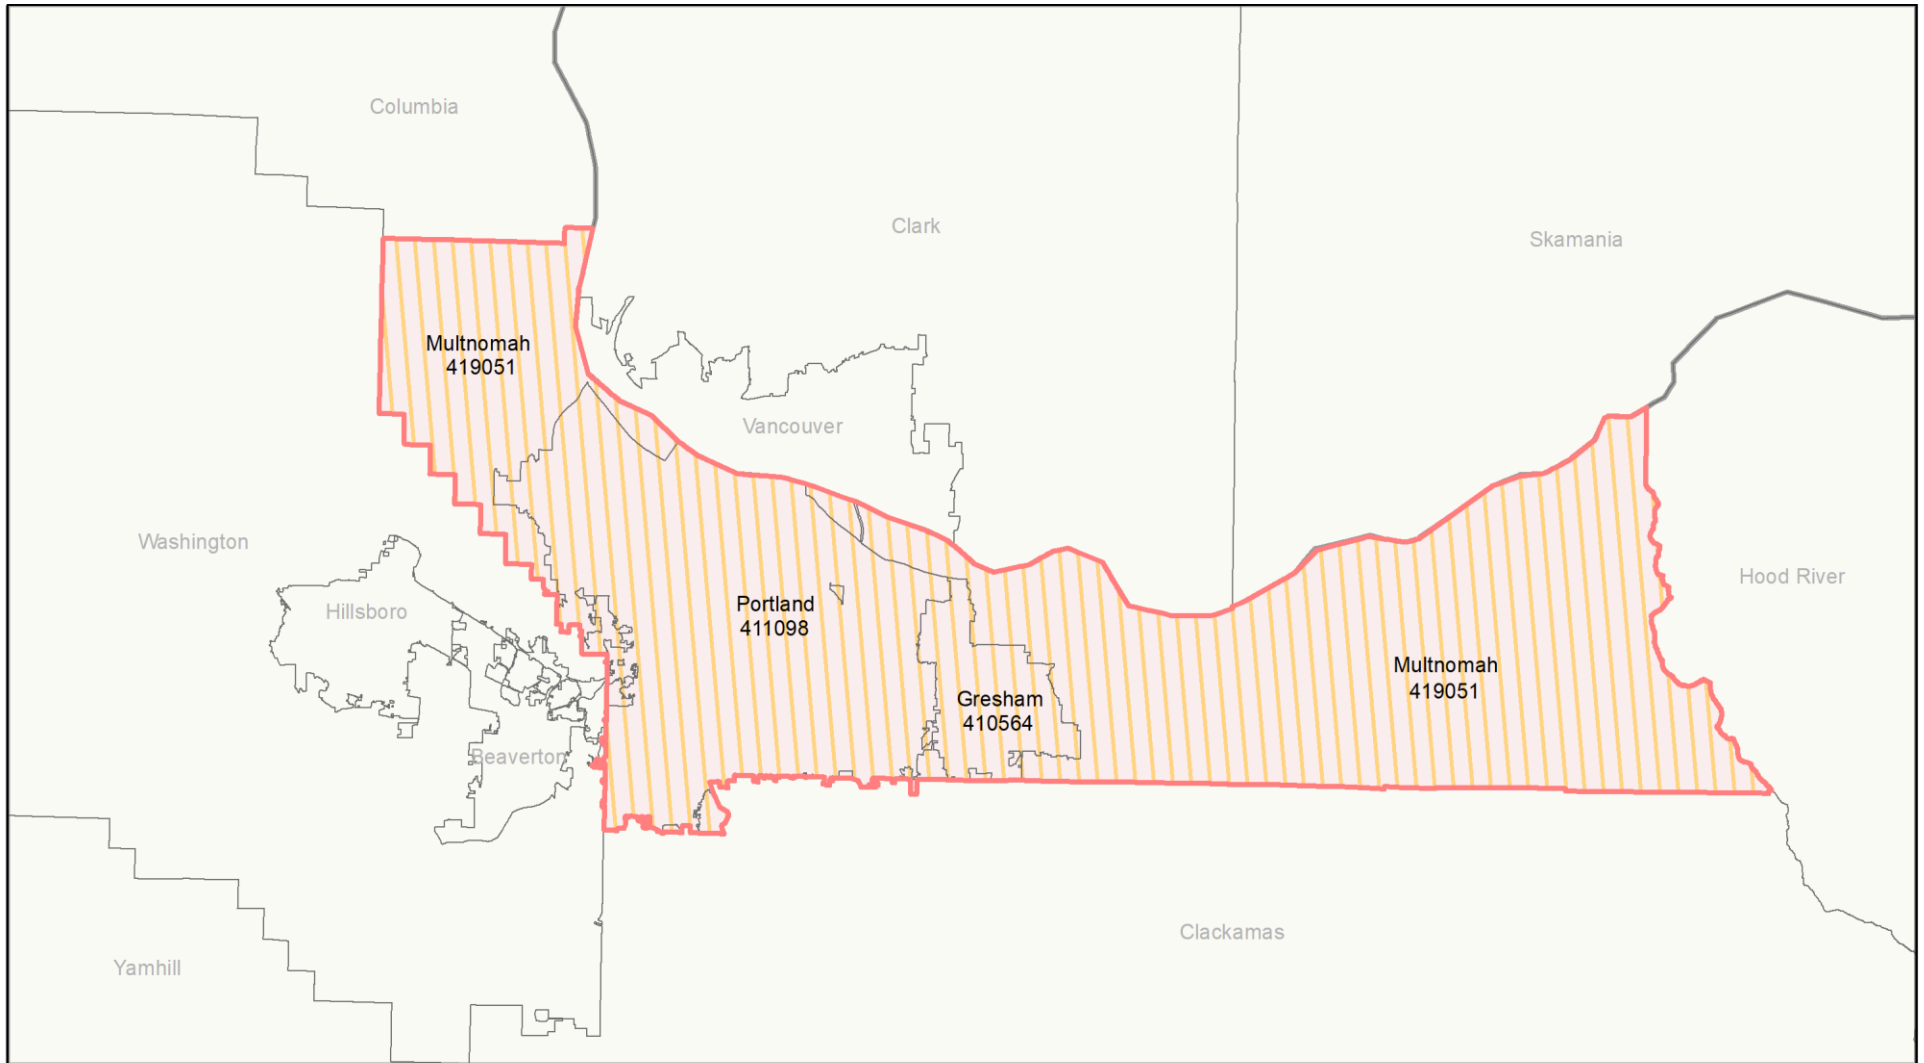 Columbia
Clark
Skamania
Multnomah
419051
Vancouver
Washington
Hood River
Hillsboro
Portland
411098
Multnomah
419051
Gresham
410564
Beaverton
Clackamas
Yamhill